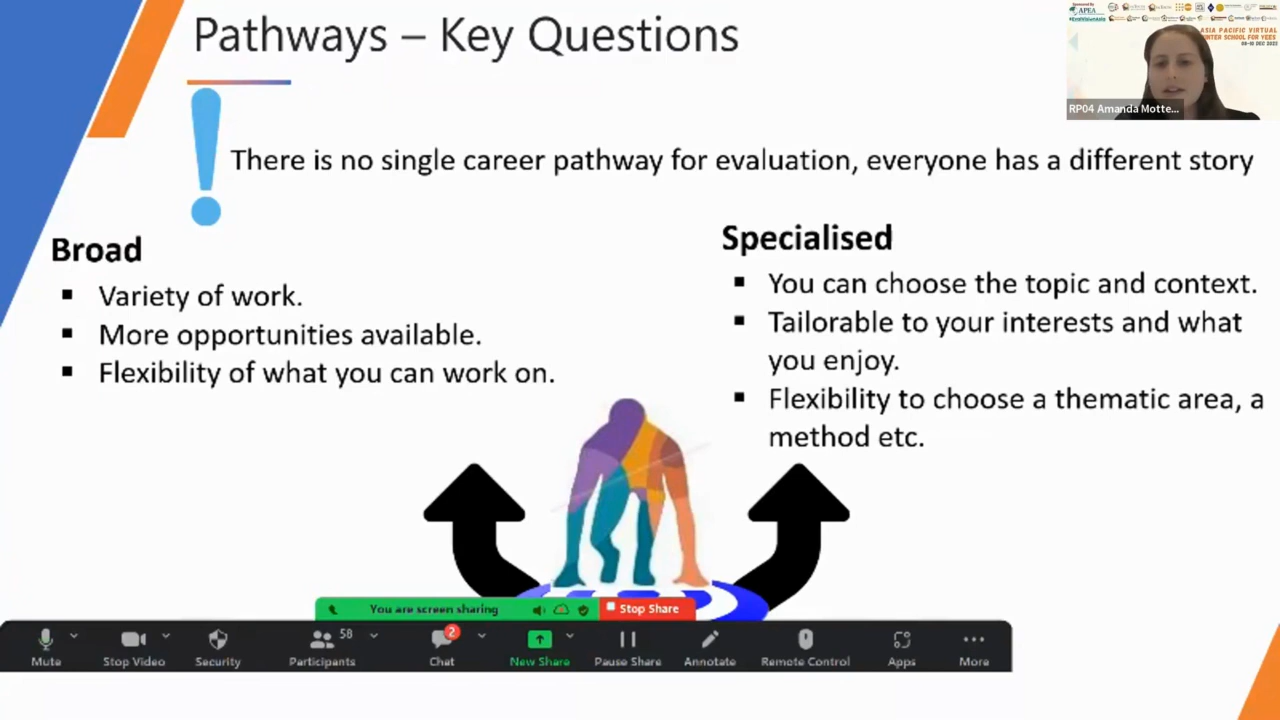 Pathways – Key Questions
There is no single career pathway for evaluation, everyone has a different story
Broad
▪ Variety of work.
▪ More opportunities available.
▪ Flexibility of what you can work on.
Specialised
▪ You can choose the topic and context.
▪ Tailorable to your interests and what
you enjoy.
▪ Flexibility to choose a thematic area, a
method etc.
APEA
ASIA PACIFIC VIRTUAL
NTER SCHOOL FOR YEES
RP04 Amanda Motte...
You are screen sharing
Stop Share
Mute
Stop Video
Security
58
Participants
2
Chat
New Share
Pause Share
Annotate
Remote Control
Apps
More